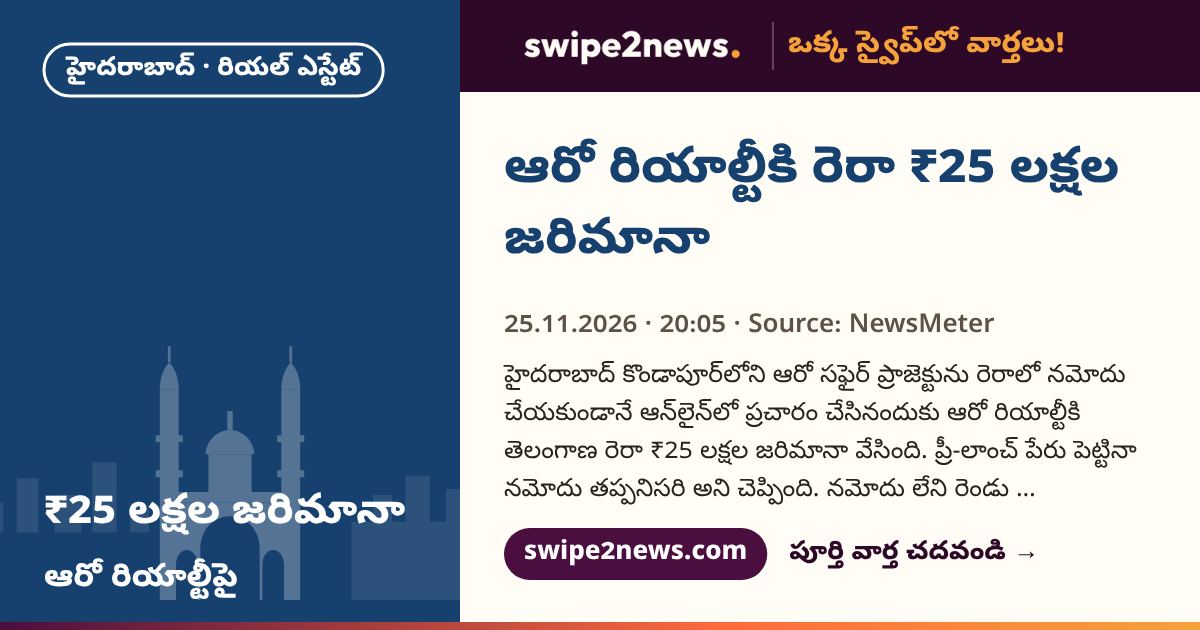 హైదరాబాద్ · రియల్ ఎస్టేట్
₹25 లక్షల జరిమానా
ఆరో రియాల్టీపై
swipe2news. ఒక్క స్వైప్‌లో వార్తలు!
ఆరో రియాల్టీకి రెరా ₹25 లక్షల
జరిమానా
25.11.2026 · 20:05 · Source: NewsMeter
హైదరాబాద్ కొండాపూర్‌లోని ఆరో సఫైర్ ప్రాజెక్టును రెరాలో నమోదు
చేయకుండానే ఆన్‌లైన్‌లో ప్రచారం చేసినందుకు ఆరో రియాల్టీకి
తెలంగాణ రెరా ₹25 లక్షల జరిమానా వేసింది. ప్రీ-లాంచ్ పేరు పెట్టినా
నమోదు తప్పనిసరి అని చెప్పింది. నమోదు లేని రెండు ...
swipe2news.com పూర్తి వార్త చదవండి →